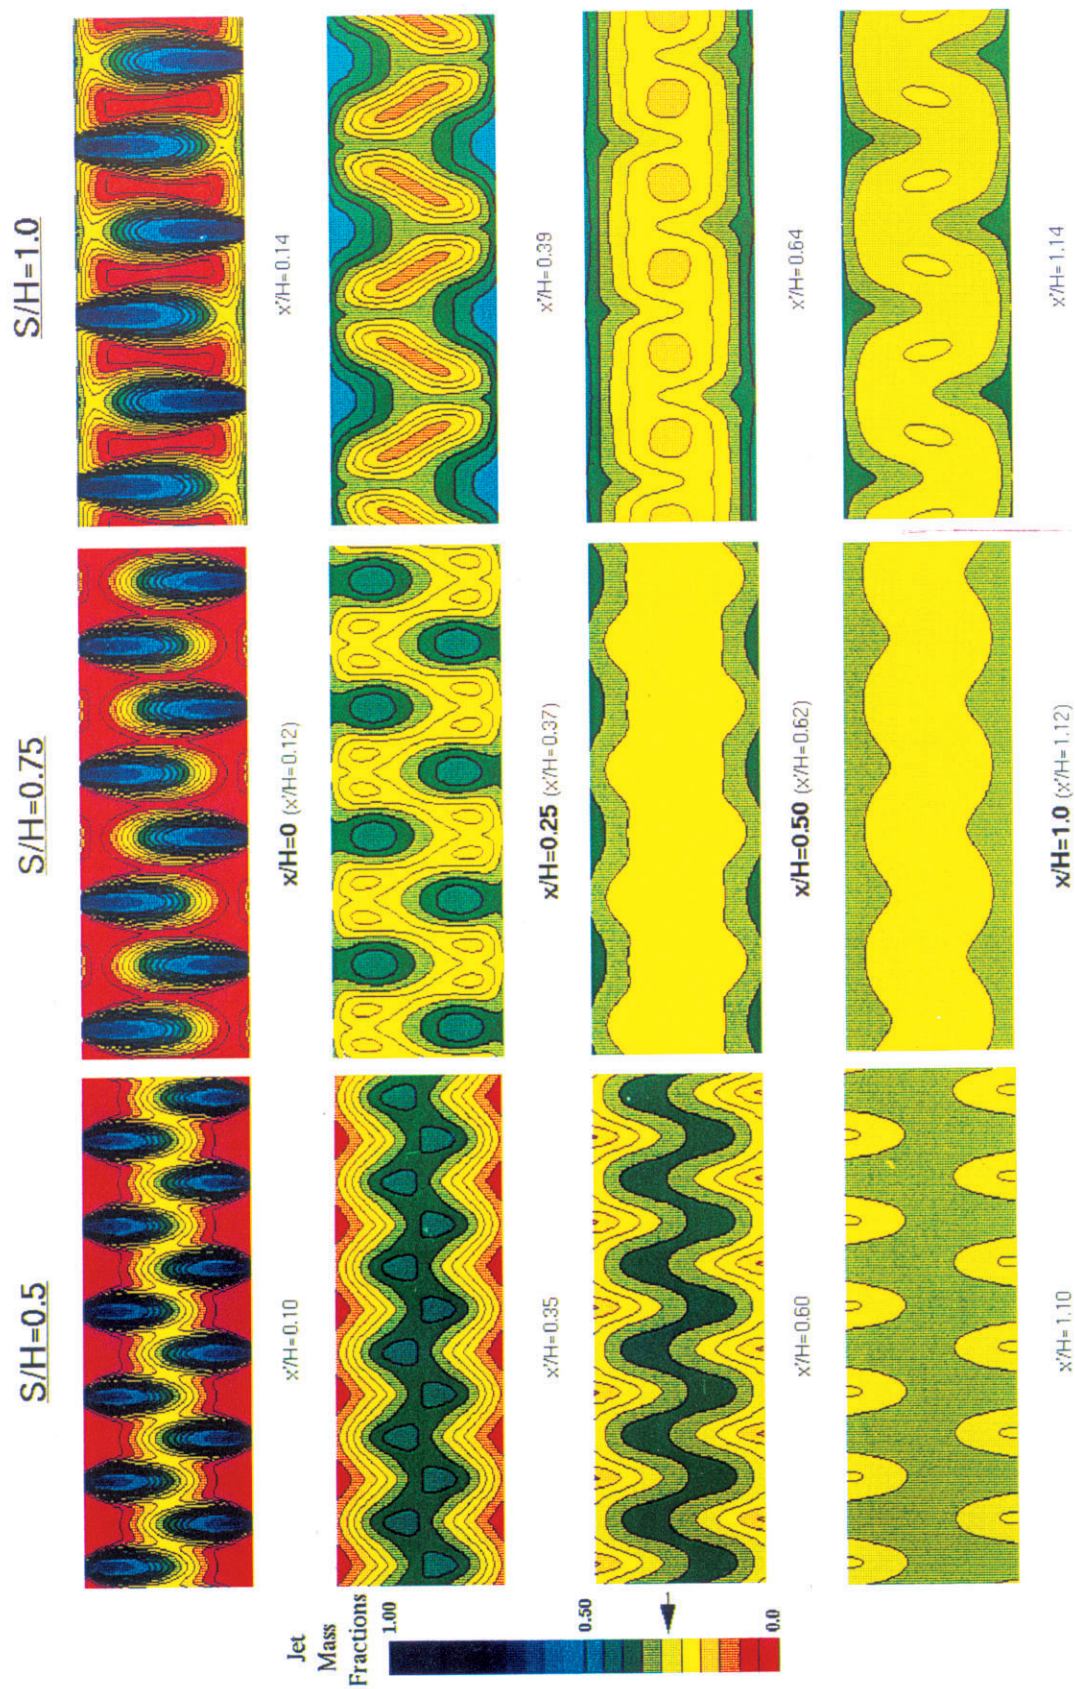 S/H=0.5
S/H=0.75
S/H=1.0
x'/H=0.10
x/H=0 (x'/H=0.12)
x'/H=0.14
Jet
Mass
Fractions
1.00
0.50
0.0
x'/H=0.35
x/H=0.25 (x'/H=0.37)
x'/H=0.39
x'/H=0.60
x/H=0.50 (x'/H=0.62)
x'/H=0.64
x'/H=1.10
x/H=1.0 (x'/H=1.12)
x'/H=1.14